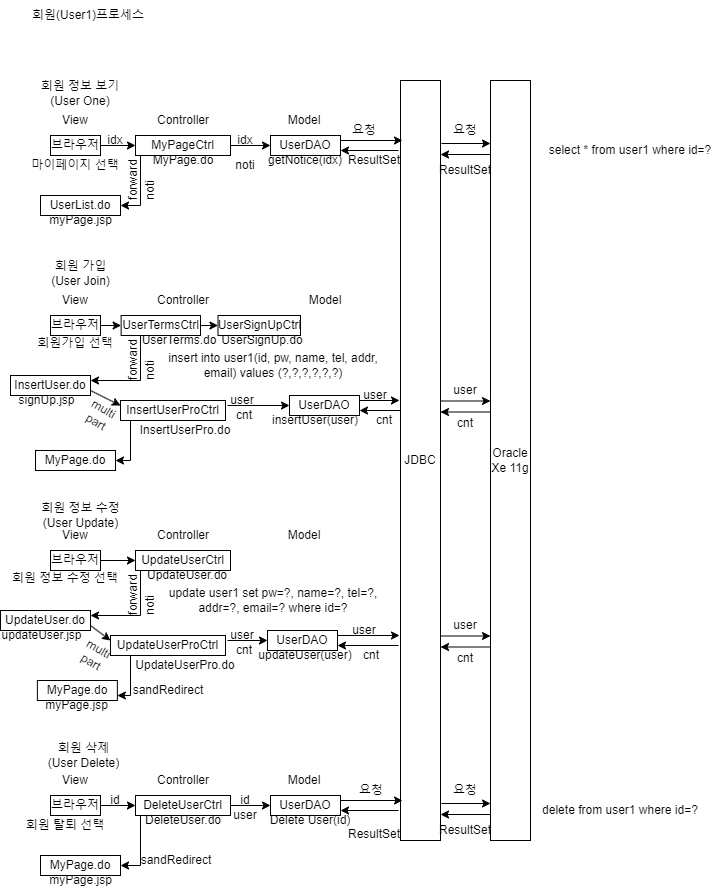 회원(User1)프로세스
회원 정보 보기
(User One)
View Controller Model
브라우저 idx MyPageCtrl idx UserDAO 요청 요청
마이페이지 선택 MyPage.do noti getNotice(idx) ResultSet ResultSet
select * from user1 where id=?
forward
noti
UserList.do
myPage.jsp
회원 가입
(User Join)
View Controller Model
브라우저 UserTermsCtrl UserSignUpCtrl
회원가입 선택 UserTerms.do UserSignUp.do
forward
noti
insert into user1(id, pw, name, tel, addr,
email) values (?,?,?,?,?,?)
InsertUser.do
signUp.jsp
multi
part
InsertUserProCtrl user UserDAO user user
InsertUserPro.do cnt insertUser(user) cnt cnt
MyPage.do
JDBC
Oracle
Xe 11g
회원 정보 수정
(User Update)
View Controller Model
브라우저 UpdateUserCtrl
회원 정보 수정 선택 UpdateUser.do
forward
noti
update user1 set pw=?, name=?, tel=?,
addr=?, email=? where id=?
UpdateUser.do
updateUser.jsp
multi
part
UpdateUserProCtrl user UserDAO user user
UpdateUserPro.do cnt updateUser(user) cnt cnt
MyPage.do sandRedirect
myPage.jsp
회원 삭제
(User Delete)
View Controller Model
브라우저 id DeleteUserCtrl id UserDAO 요청 요청
회원 탈퇴 선택 DeleteUser.do user Delete User(id) ResultSet ResultSet
delete from user1 where id=?
MyPage.do sandRedirect
myPage.jsp